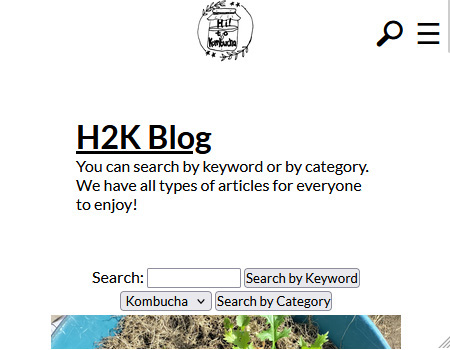 Hi!
to
Kombucha
H2K Blog
You can search by keyword or by category.
We have all types of articles for everyone
to enjoy!
Search: Search by Keyword
Kombucha Search by Category